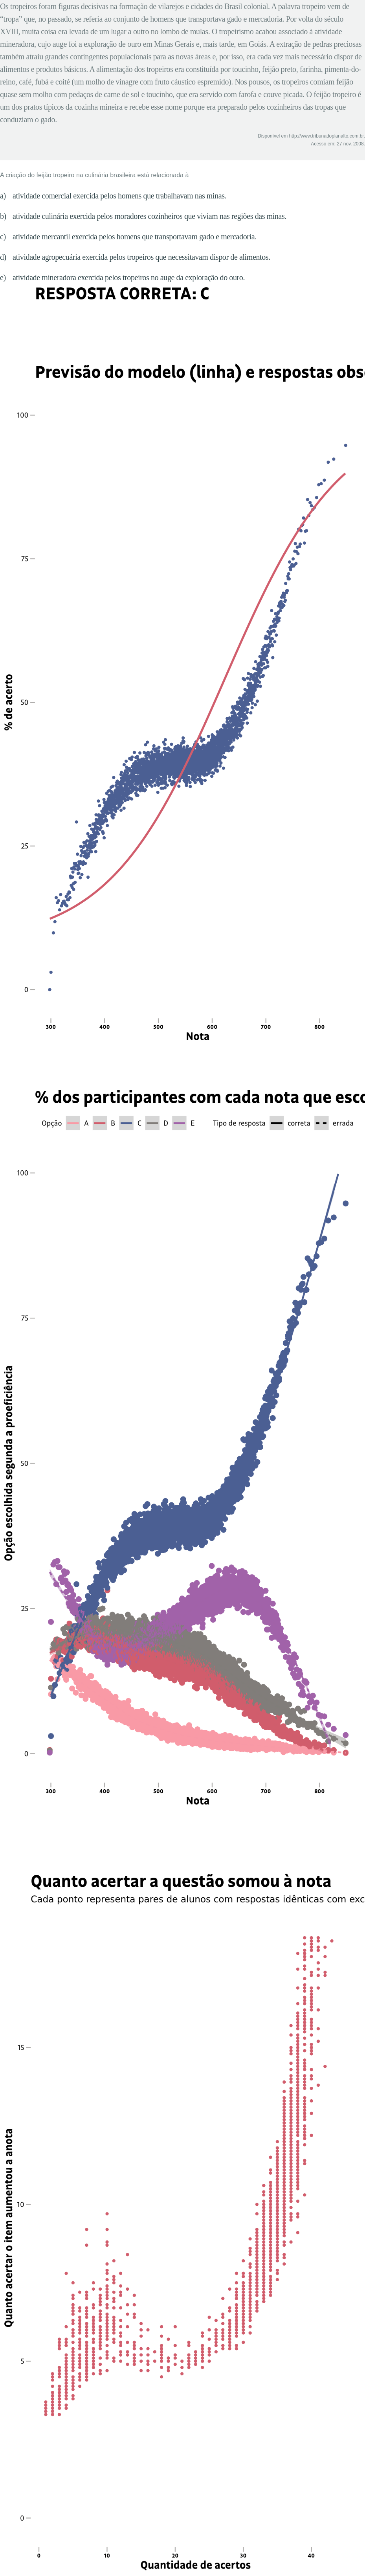 Os tropeiros foram figuras decisivas na formação de vilarejos e cidades do Brasil colonial. A palavra tropeiro vem de
“tropa” que, no passado, se referia ao conjunto de homens que transportava gado e mercadoria. Por volta do século
XVIII, muita coisa era levada de um lugar a outro no lombo de mulas. O tropeirismo acabou associado à atividade
mineradora, cujo auge foi a exploração de ouro em Minas Gerais e, mais tarde, em Goiás. A extração de pedras preciosas
também atraiu grandes contingentes populacionais para as novas áreas e, por isso, era cada vez mais necessário dispor de
alimentos e produtos básicos. A alimentação dos tropeiros era constituída por toucinho, feijão preto, farinha, pimenta-do-
reino, café, fubá e coité (um molho de vinagre com fruto cáustico espremido). Nos pousos, os tropeiros comiam feijão
quase sem molho com pedaços de carne de sol e toucinho, que era servido com farofa e couve picada. O feijão tropeiro é
um dos pratos típicos da cozinha mineira e recebe esse nome porque era preparado pelos cozinheiros das tropas que
conduziam o gado.
Disponível em http://www.tribunadoplanalto.com.br.
Acesso em: 27 nov. 2008.
A criação do feijão tropeiro na culinária brasileira está relacionada à
a) atividade comercial exercida pelos homens que trabalhavam nas minas.
b) atividade culinária exercida pelos moradores cozinheiros que viviam nas regiões das minas.
c) atividade mercantil exercida pelos homens que transportavam gado e mercadoria.
d) atividade agropecuária exercida pelos tropeiros que necessitavam dispor de alimentos.
e) atividade mineradora exercida pelos tropeiros no auge da exploração do ouro.
RESPOSTA CORRETA: C
Previsão do modelo (linha) e respostas obs
100
75
50
25
0
% de acerto
300 400 500 600 700 800
Nota
% dos participantes com cada nota que esco
Opção A B C D E Tipo de resposta correta errada
100
75
50
25
0
Opção escolhida segunda a proeficiência
300 400 500 600 700 800
Nota
Quanto acertar a questão somou à nota
Cada ponto representa pares de alunos com respostas idênticas com exc
15
10
5
0
Quanto acertar o item aumentou a anota
0 10 20 30 40
Quantidade de acertos